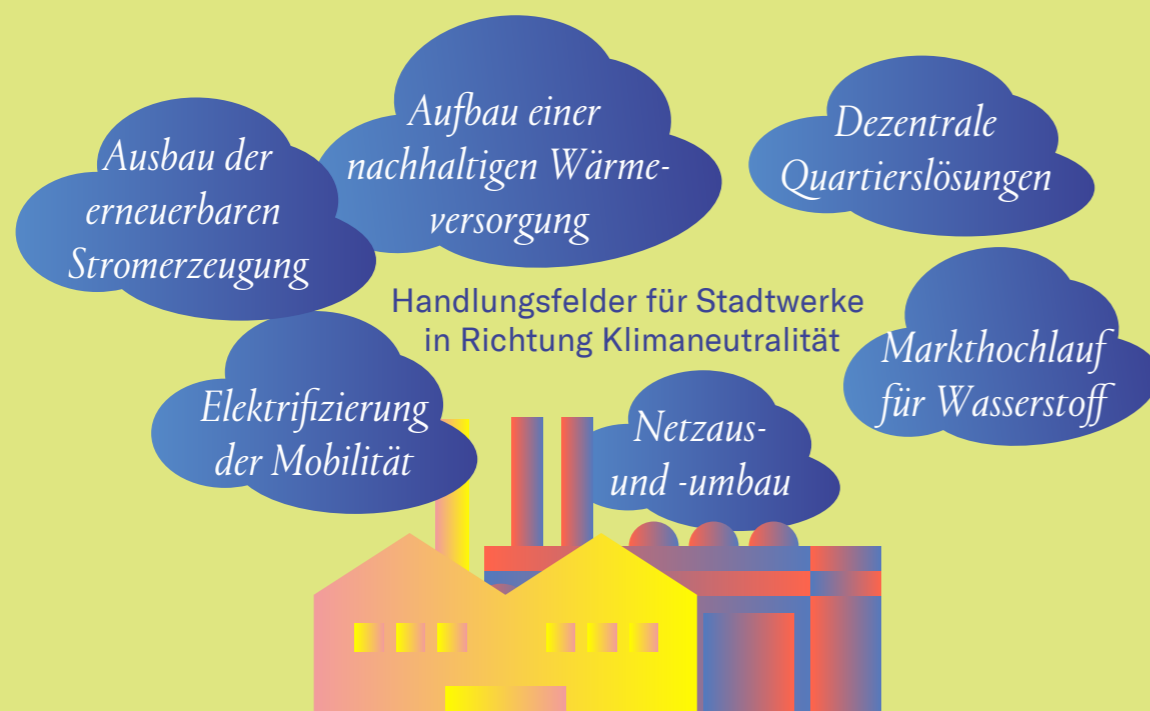 Aufbau einer
nachhaltigen Wärme-
versorgung
Dezentrale
Quartierslösungen
Ausbau der
erneuerbaren
Stromerzeugung
Handlungsfelder für Stadtwerke
in Richtung Klimaneutralität
Markthochlauf
für Wasserstoff
Elektrifizierung
der Mobilität
Netzaus-
und -umbau